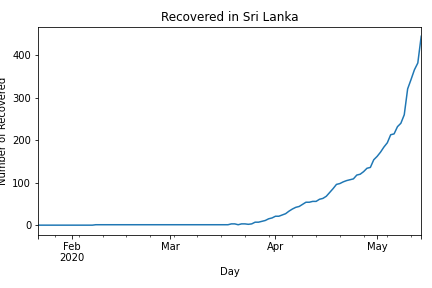 Recovered in Sri Lanka
Number of Recovered
400
300
200
100
0
Feb
2020
Mar
Apr
May
Day